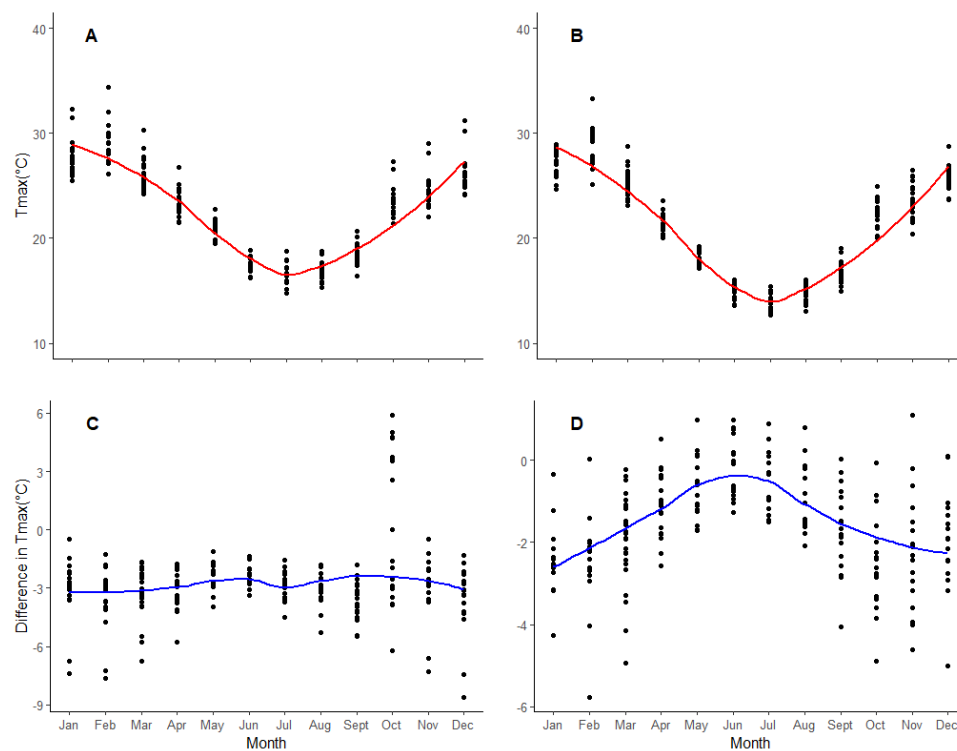 A
B
40
30
20
10
Tmax(°C)
40
30
20
10
C
D
6
3
0
-3
-6
-9
Difference in Tmax(°C)
0
-2
-4
-6
Jan Feb Mar Apr May Jun Jul Aug Sept Oct Nov Dec
Month
Jan Feb Mar Apr May Jun Jul Aug Sept Oct Nov Dec
Month